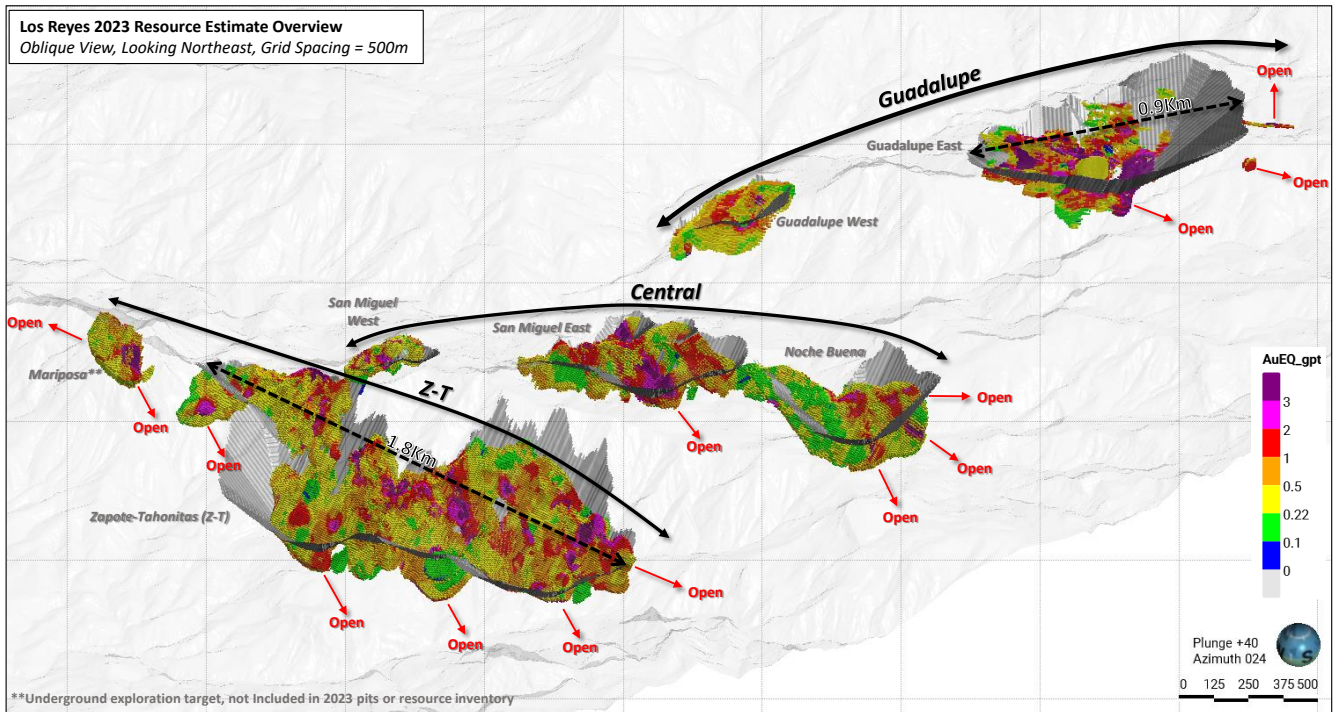 Los Reyes 2023 Resource Estimate Overview
Oblique View, Looking Northeast, Grid Spacing = 500m
Guadalupe
Open
0.9Km
Guadalupe East
Open
Guadalupe West
Open
Central
San Miguel
West
San Miguel East
Open
Noche Buena
Mariposa**
Z-T
Open
AuEQ_gpt
3
2
1
0.5
0.22
0.1
0
Open
Open
Open
1.8Km
Open
Open
Zapote-Tahonitas (Z-T)
Open
Open
Open
Open
Open
Plunge +40
Azimuth 024
0 125 250 375 500
**Underground exploration target, not Included in 2023 pits or resource inventory